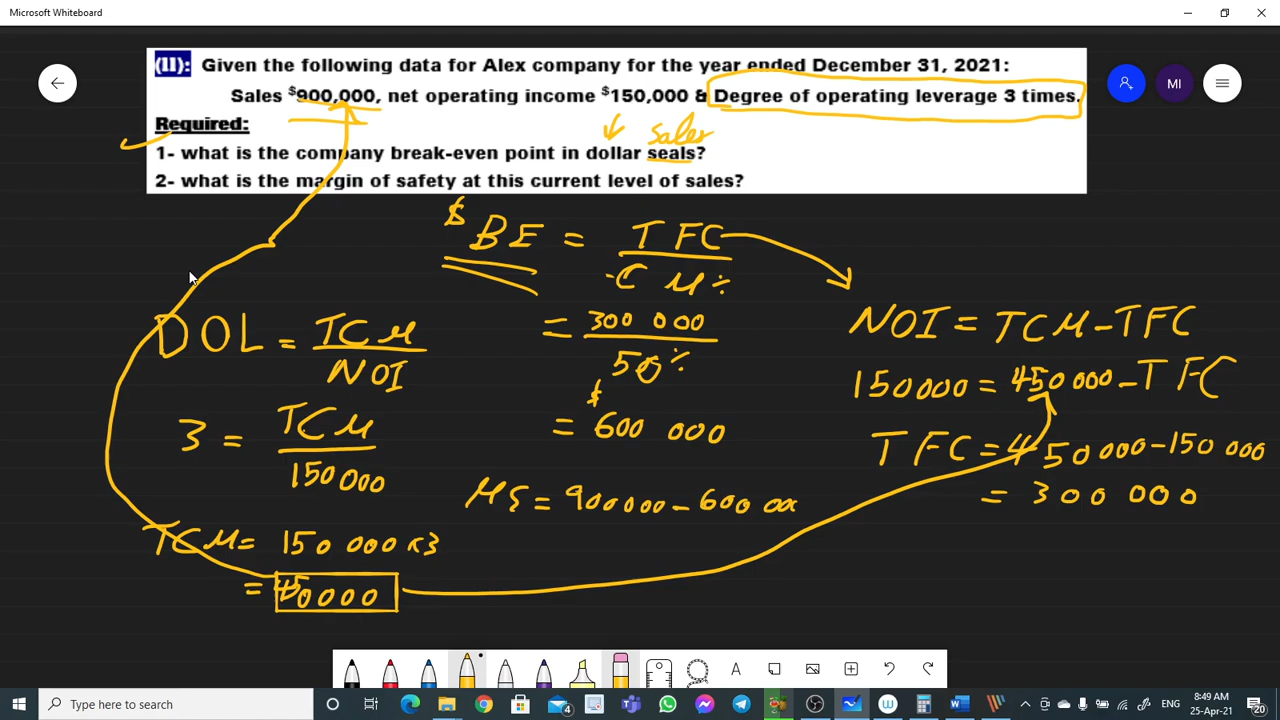 Microsoft Whiteboard
(II): Given the following data for Alex company for the year ended December 31, 2021:
Sales $900,000, net operating income $150,000 & Degree of operating leverage 3 times.
Required:
sales
1- what is the company break-even point in dollar seals?
2- what is the margin of safety at this current level of sales?
MI
$ BE = TFC
CM%
= 300 000
50%
= $ 600 000
MS = 900000 - 600 000
DOL = TCM
NOI
3 = TCM
150000
TCM = 150 000 x3
= 450000
NOI = TCM - TFC
150000 = 450 000 - TFC
TFC = 450000 - 150 000
= 300 000
A
Type here to search
4
ENG
8:49 AM
25-Apr-21
20